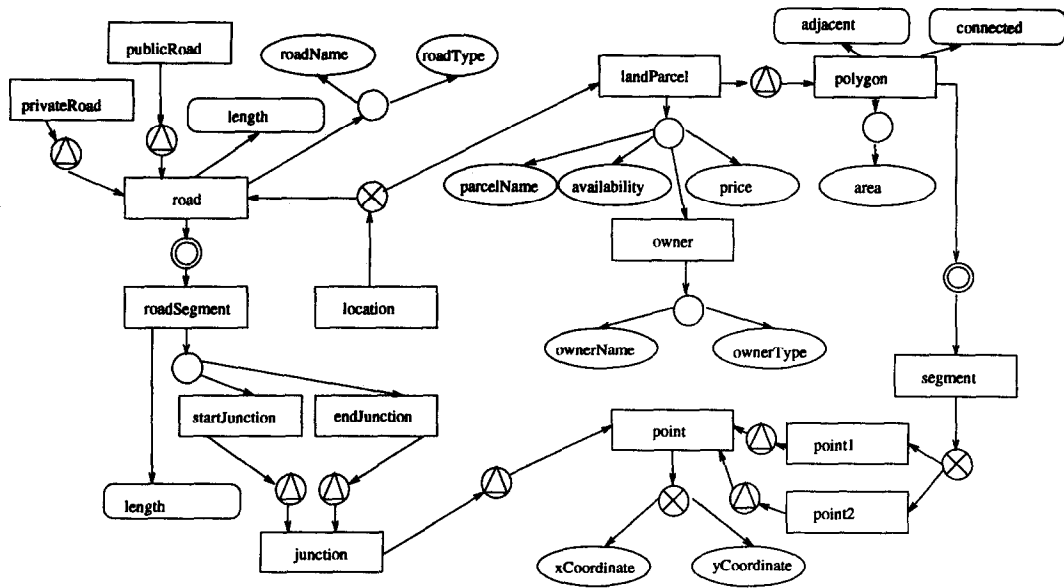 adjacent
connected
publicRoad
roadName
roadType
landParcel
polygon
privateRoad
length
parcelName
availability
price
area
road
owner
roadSegment
location
ownerName
ownerType
segment
startJunction
endJunction
point
point1
length
point2
junction
xCoordinate
yCoordinate